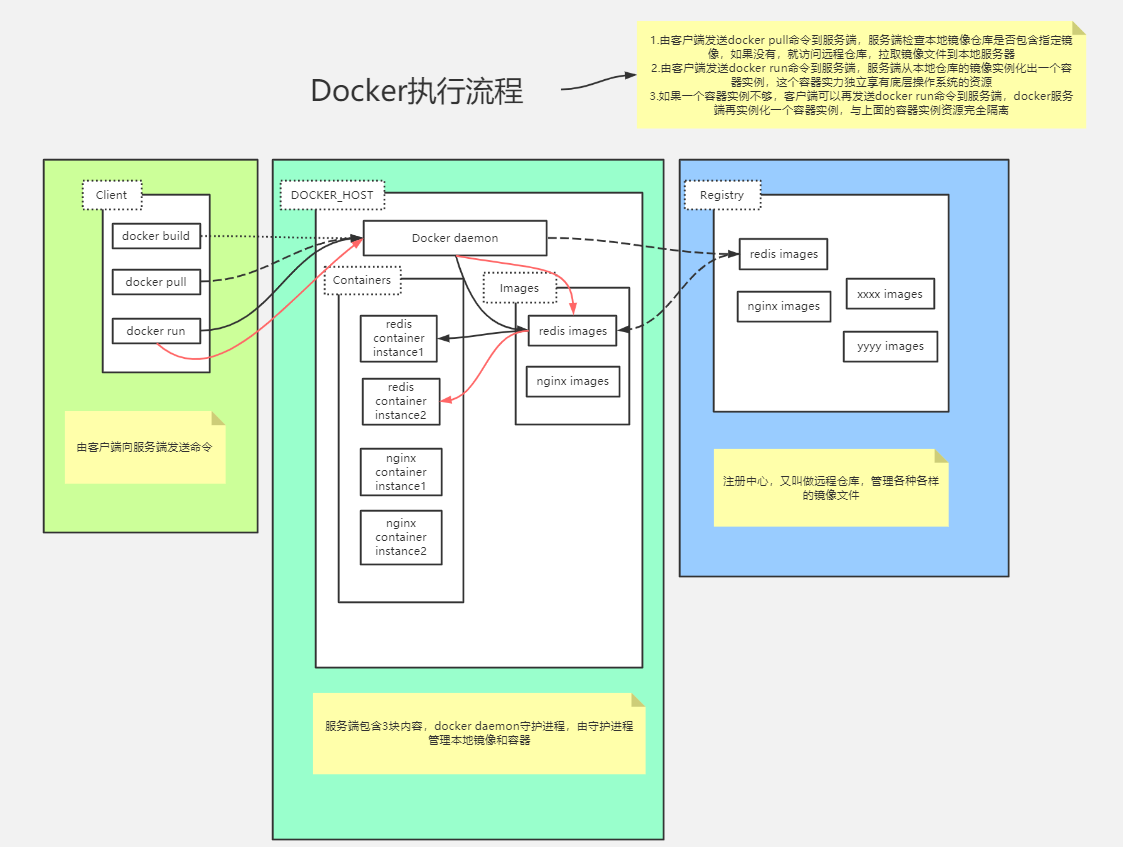 Docker执行流程
1.由客户端发送docker pull命令到服务端，服务端检查本地镜像仓库是否包含指定镜
像，如果没有，就访问远程仓库，拉取镜像文件到本地服务器
2.由客户端发送docker run命令到服务端，服务端从本地仓库的镜像实例化出一个容
器实例，这个容器实力独立享有底层操作系统的资源
3.如果一个容器实例不够，客户端可以再发送docker run命令到服务端，docker服务
端再实例化一个容器实例，与上面的容器实例资源完全隔离
Client
docker build
docker pull
docker run
由客户端向服务端发送命令
DOCKER_HOST
Docker daemon
Containers
redis
container
instance1
redis
container
instance2
nginx
container
instance1
nginx
container
instance2
Images
redis images
nginx images
服务端包含3块内容，docker daemon守护进程，由守护进程
管理本地镜像和容器
Registry
redis images
nginx images
xxxx images
yyyy images
注册中心，又叫做远程仓库，管理各种各样
的镜像文件